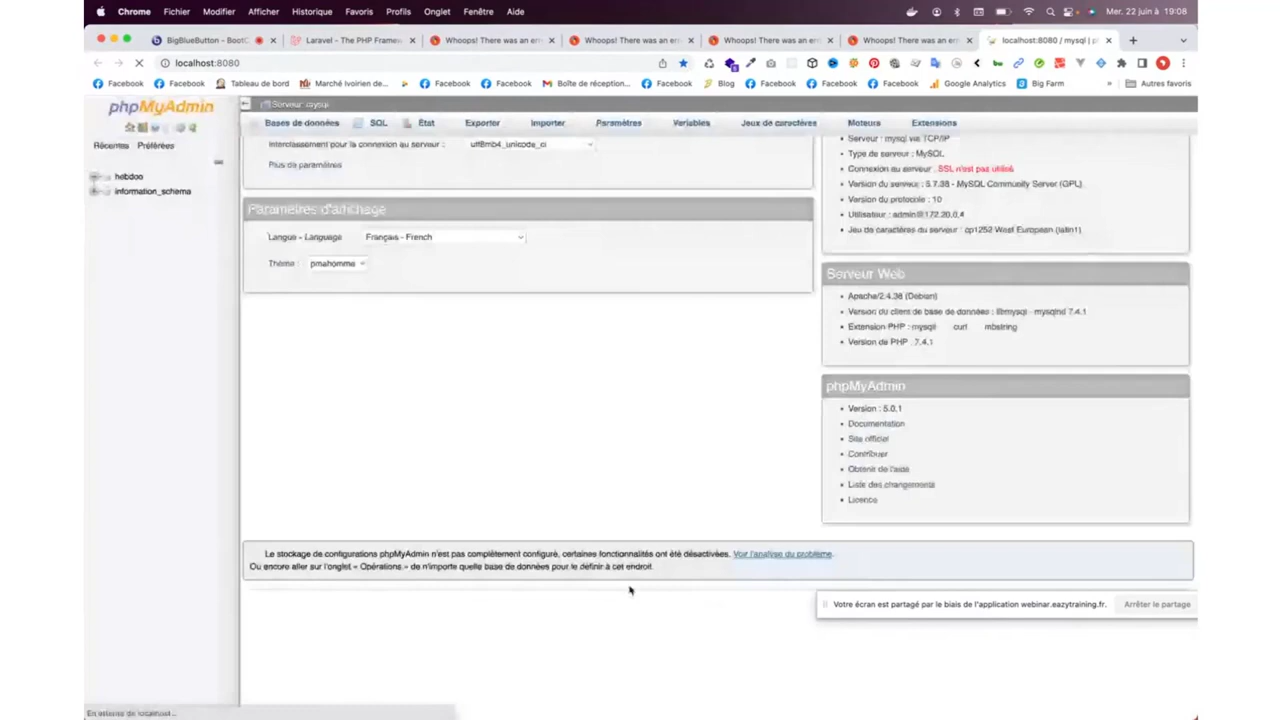 Chrome Fichier Modifier Afficher Historique Favoris Profils Onglet Fenêtre Aide Mer. 22 juin à 19:08
BigBlueButton - BootC Laravel - The PHP Framew Whoops! There was an err Whoops! There was an err Whoops! There was an err Whoops! There was an err localhost:8080 / mysql | pl
localhost:8080
Facebook Facebook Tableau de bord Marché Ivoirien de... Facebook Facebook Boîte de réception... Facebook Blog Facebook Facebook Facebook Google Analytics Big Farm » Autres favoris
phpMyAdmin
Récentes Préférées
hebdoo
information_schema
Serveur: mysql
Bases de données SQL État Exporter Importer Paramètres Variables Jeux de caractères Moteurs Extensions
Interclassement pour la connexion au serveur : utf8mb4_unicode_ci
Plus de paramètres
Paramètres d'affichage
Langue - Language Français - French
Thème : pmahomme
Serveur : mysql via TCP/IP
Type de serveur : MySQL
Connexion au serveur : SSL n'est pas utilisé
Version du serveur : 5.7.38 - MySQL Community Server (GPL)
Version du protocole : 10
Utilisateur : admin@172.20.0.4
Jeu de caractères du serveur : cp1252 West European (latin1)
Serveur Web
Apache/2.4.38 (Debian)
Version du client de base de données : libmysql - mysqlnd 7.4.1
Extension PHP : mysqli curl mbstring
Version de PHP : 7.4.1
phpMyAdmin
Version : 5.0.1
Documentation
Site officiel
Contribuer
Obtenir de l'aide
Liste des changements
Licence
Le stockage de configurations phpMyAdmin n'est pas complètement configuré, certaines fonctionnalités ont été désactivées. Voir l'analyse du problème.
Ou encore aller sur l'onglet « Opérations » de n'importe quelle base de données pour le définir à cet endroit.
Votre écran est partagé par le biais de l'application webinar.eazytraining.fr. Arrêter le partage